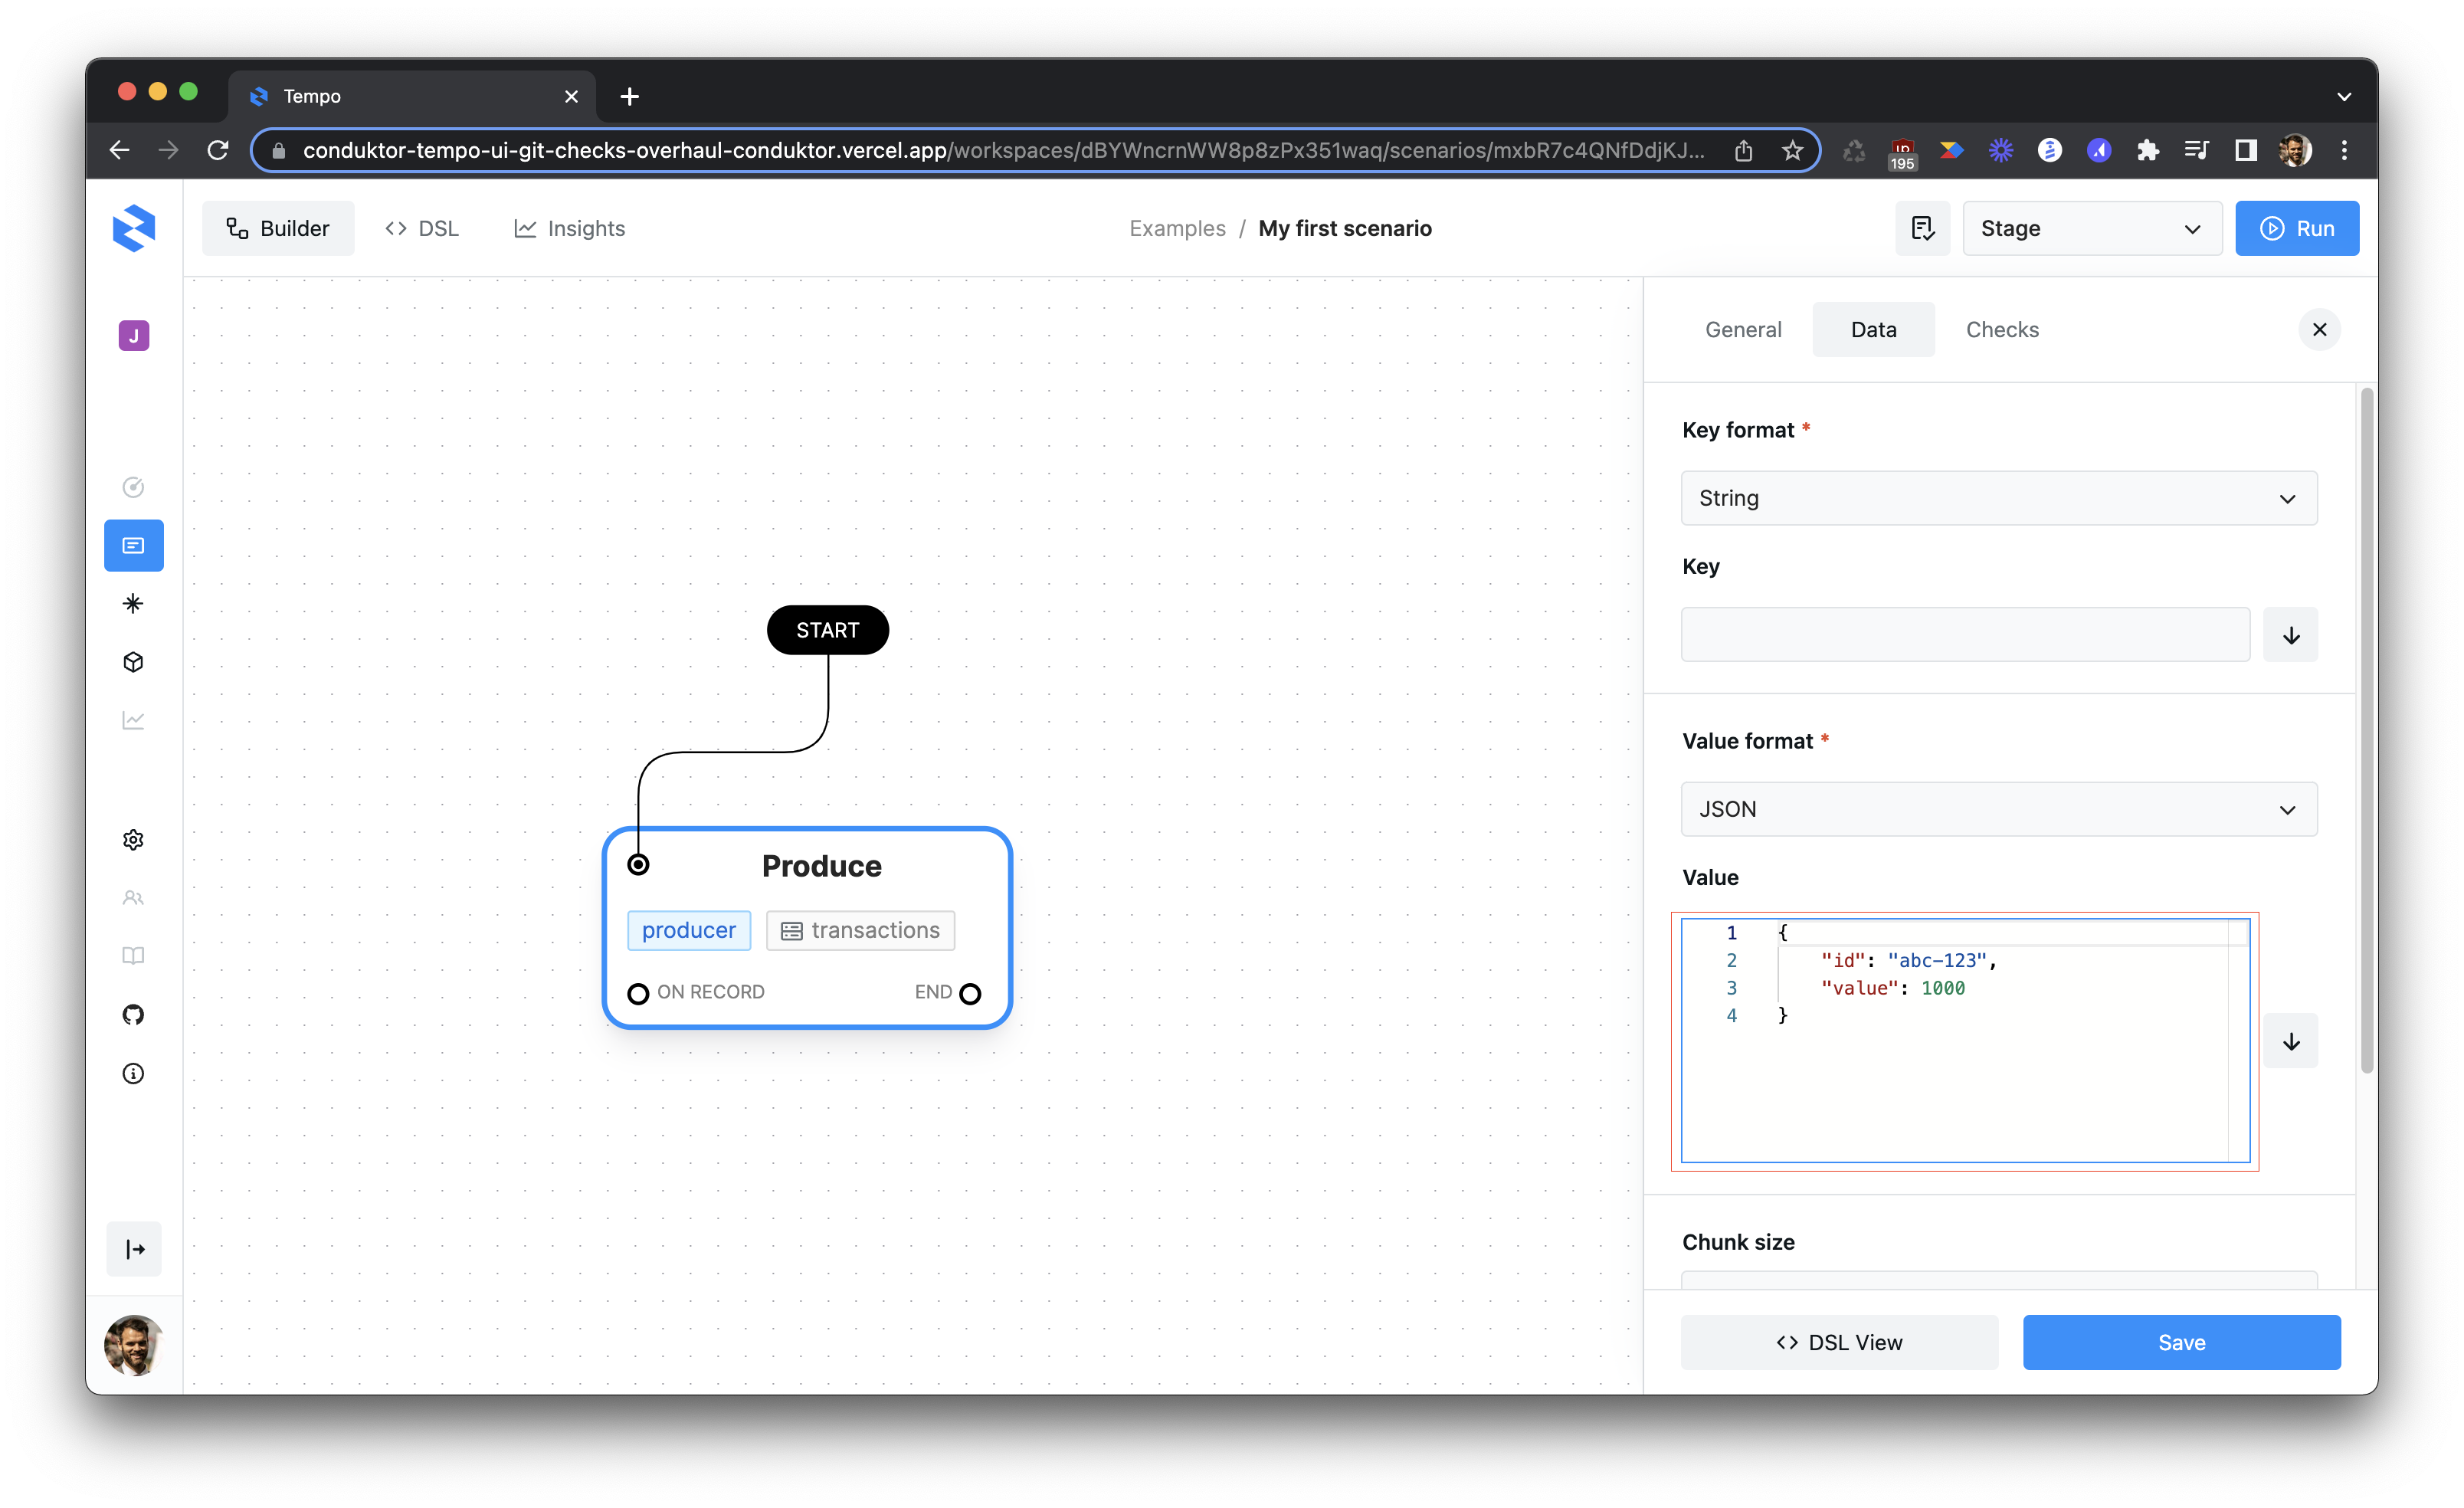 Tempo
conduktor-tempo-ui-git-checks-overhaul-conduktor.vercel.app/workspaces/dBYWncrnWW8p8zPx351waq/scenarios/mxbR7c4QNfDdjKJ...
195
Builder
DSL
Insights
Examples / My first scenario
Stage
Run
J
General
Data
Checks
Key format *
String
Key
START
Value format *
JSON
Produce
Value
producer
transactions
ON RECORD
END
1 {
2 "id": "abc-123",
3 "value": 1000
4 }
Chunk size
<> DSL View
Save